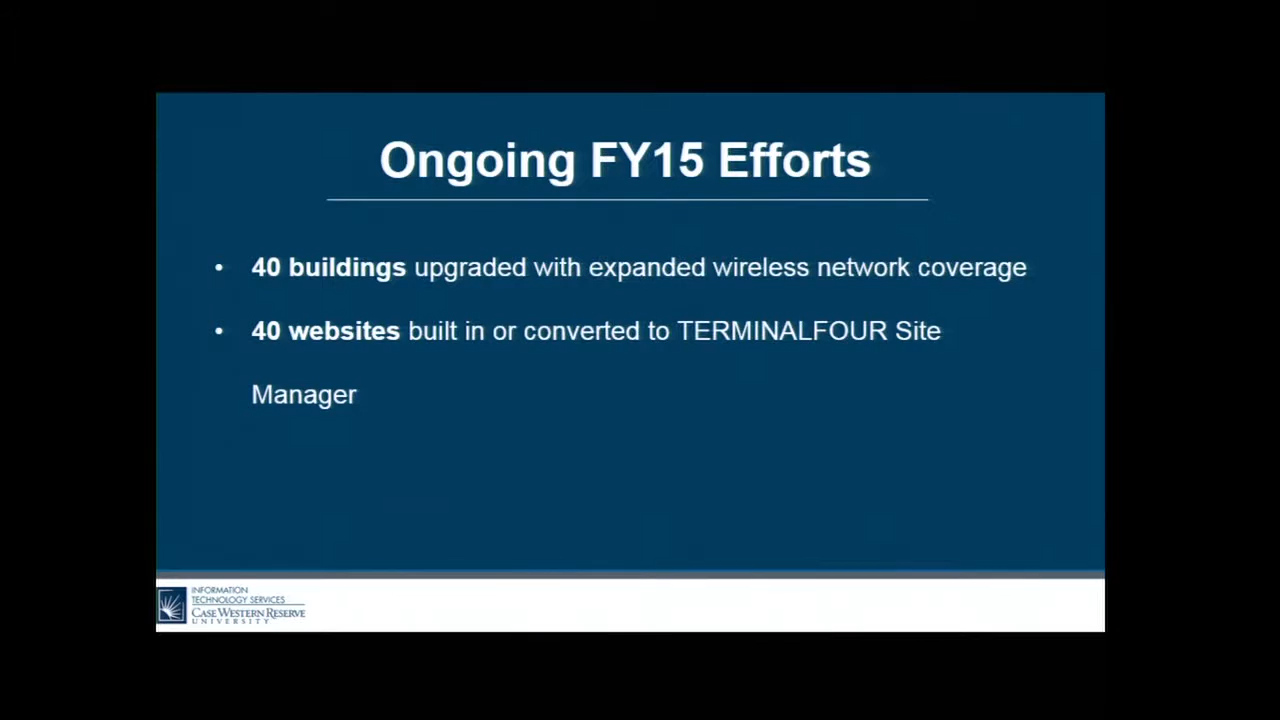 Ongoing FY15 Efforts
• 40 buildings upgraded with expanded wireless network coverage
• 40 websites built in or converted to TERMINALFOUR Site
Manager
INFORMATION
TECHNOLOGY SERVICES
CASE WESTERN RESERVE
UNIVERSITY